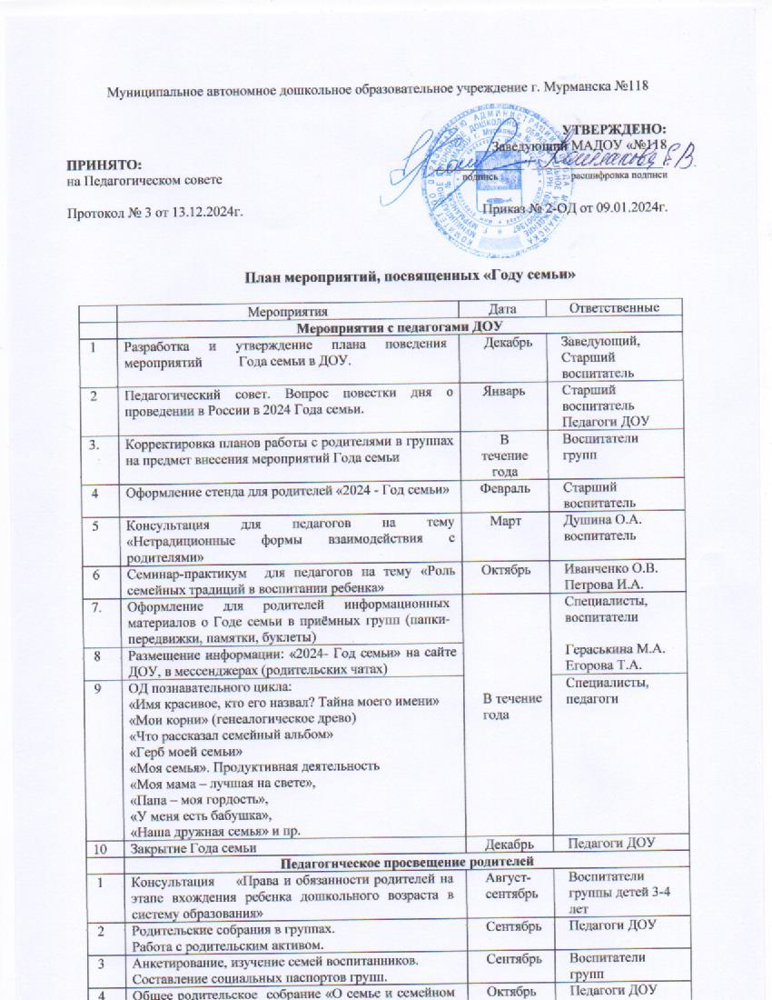 Муниципальное автономное дошкольное образовательное учреждение г. Мурманска №118
УТВЕРЖДЕНО:
Заведующий МАДОУ «№118
ПРИНЯТО:
на Педагогическом совете
подпись
расшифровка подписи
Протокол № 3 от 13.12.2024г.
Приказ № 2-ОД от 09.01.2024г.
План мероприятий, посвященных «Году семьи»
Мероприятия Дата Ответственные
Мероприятия с педагогами ДОУ
1 Разработка и утверждение плана поведения Декабрь Заведующий,
мероприятий Года семьи в ДОУ. Старший
воспитатель
2 Педагогический совет. Вопрос повестки дня о Январь Старший
проведении в России в 2024 Года семьи. воспитатель
Педагоги ДОУ
3. Корректировка планов работы с родителями в группах В Воспитатели
на предмет внесения мероприятий Года семьи течение групп
года
4 Оформление стенда для родителей «2024 - Год семьи» Февраль Старший
воспитатель
5 Консультация для педагогов на тему Март Душина О.А.
«Нетрадиционные формы взаимодействия с воспитатель
родителями»
6 Семинар-практикум для педагогов на тему «Роль Октябрь Иванченко О.В.
семейных традиций в воспитании ребенка» Петрова И.А.
7. Оформление для родителей информационных Специалисты,
материалов о Годе семьи в приёмных групп (папки- воспитатели
передвижки, памятки, буклеты)
8 Размещение информации: «2024- Год семьи» на сайте Гераськина М.А.
ДОУ, в мессенджерах (родительских чатах) Егорова Т.А.
9 ОД познавательного цикла: Специалисты,
«Имя красивое, кто его назвал? Тайна моего имени» В течение педагоги
«Мои корни» (генеалогическое древо) года
«Что рассказал семейный альбом»
«Герб моей семьи»
«Моя семья». Продуктивная деятельность
«Моя мама – лучшая на свете»,
«Папа – моя гордость»,
«У меня есть бабушка»,
«Наша дружная семья» и пр.
10 Закрытие Года семьи Декабрь Педагоги ДОУ
Педагогическое просвещение родителей
1 Консультация «Права и обязанности родителей на Август- Воспитатели
этапе вхождения ребенка дошкольного возраста в сентябрь группы детей 3-4
систему образования» лет
2 Родительские собрания в группах. Сентябрь Педагоги ДОУ
Работа с родительским активом.
3 Анкетирование, изучение семей воспитанников. Сентябрь Воспитатели
Составление социальных паспортов групп. групп
4 Общее родительское собрание «О семье и семейном Октябрь Педагоги ДОУ